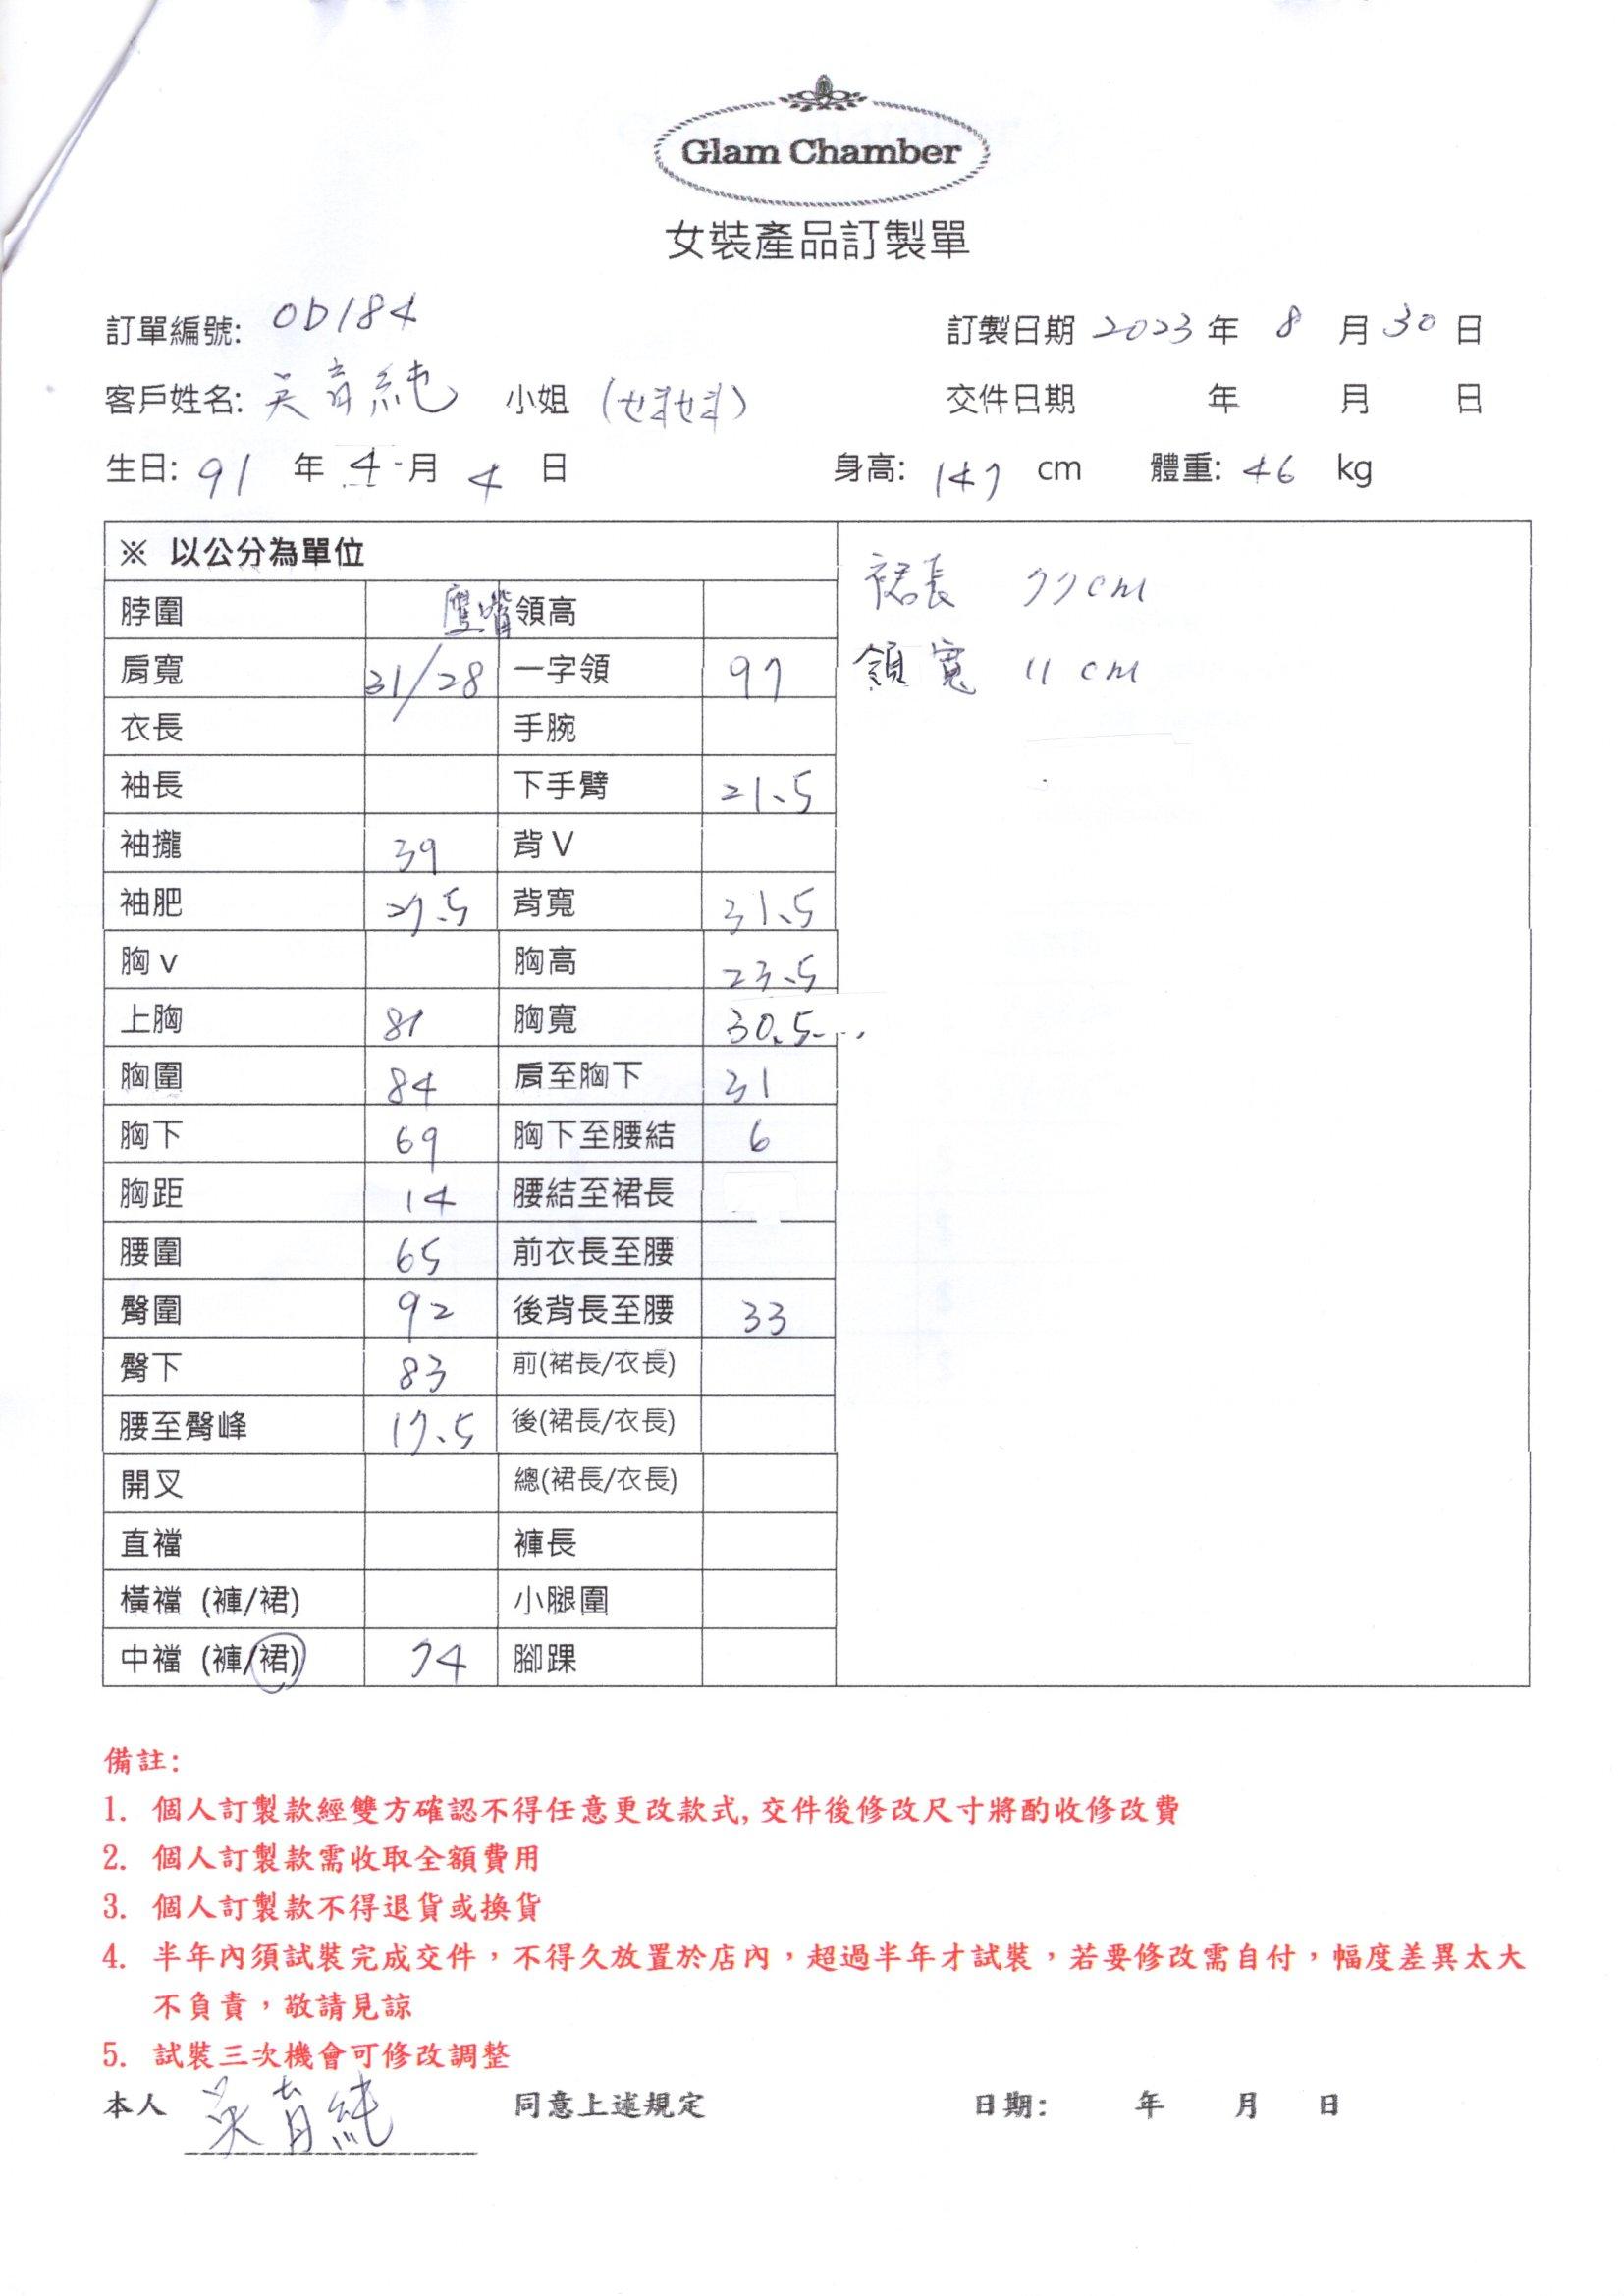 Glam Chamber
女裝產品訂製單
訂單編號: OD184 訂製日期 2023 年 8 月 30 日
客戶姓名: 吳育純 小姐 交件日期 年 月 日
生日: 91 年 4 月 4 日 身高: 147 cm 體重: 46 kg
※ 以公分為單位
裙長 77cm
領寬 11cm
脖圍 鷹嘴 領高
肩寬 31/28 一字領 97
衣長 手腕
袖長 下手臂 21.5
袖攏 39 背V
袖肥 27.5 背寬 31.5
胸v 胸高 23.5
上胸 81 胸寬 30.5
胸圍 84 肩至胸下 31
胸下 69 胸下至腰結 6
胸距 14 腰結至裙長
腰圍 65 前衣長至腰
臀圍 92 後背長至腰 33
臀下 83 前(裙長/衣長)
腰至臀峰 17.5 後(裙長/衣長)
開叉 總(裙長/衣長)
直襠 褲長
橫襠 (褲/裙) 小腿圍
中襠 (褲/裙) 74 腳踝
備註:
1. 個人訂製款經雙方確認不得任意更改款式,交件後修改尺寸將酌收修改費
2. 個人訂製款需收取全額費用
3. 個人訂製款不得退貨或換貨
4. 半年內須試裝完成交件，不得久放置於店內，超過半年才試裝，若要修改需自付，幅度差異太大
不負責，敬請見諒
5. 試裝三次機會可修改調整
本人 吳育純 同意上述規定 日期: 年 月 日